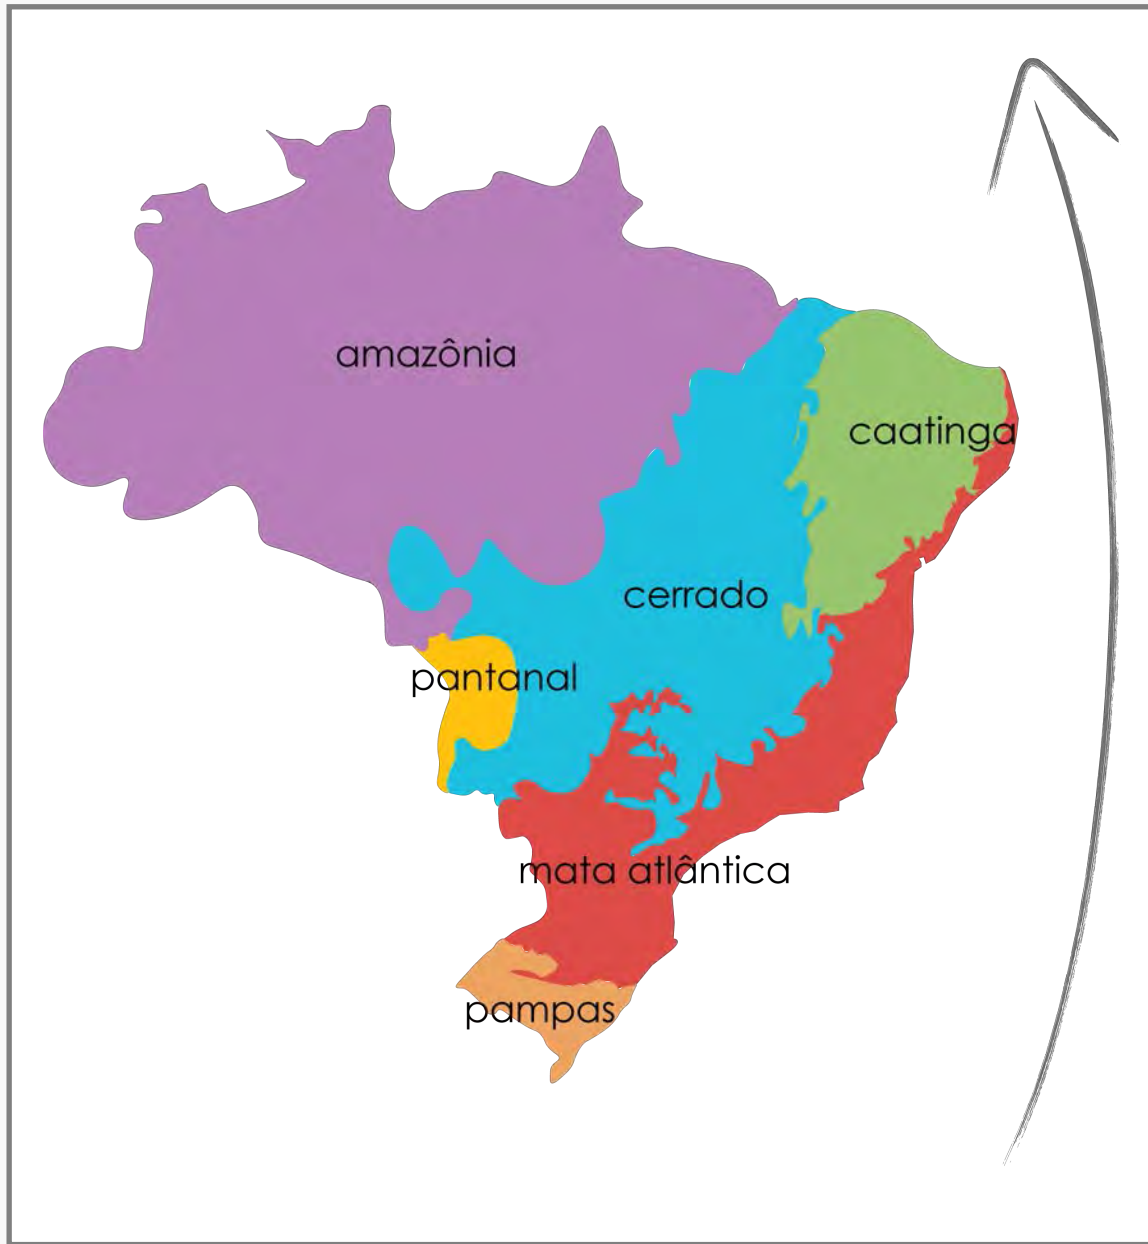 amazônia
caatinga
cerrado
pantanal
mata atlântica
pampas